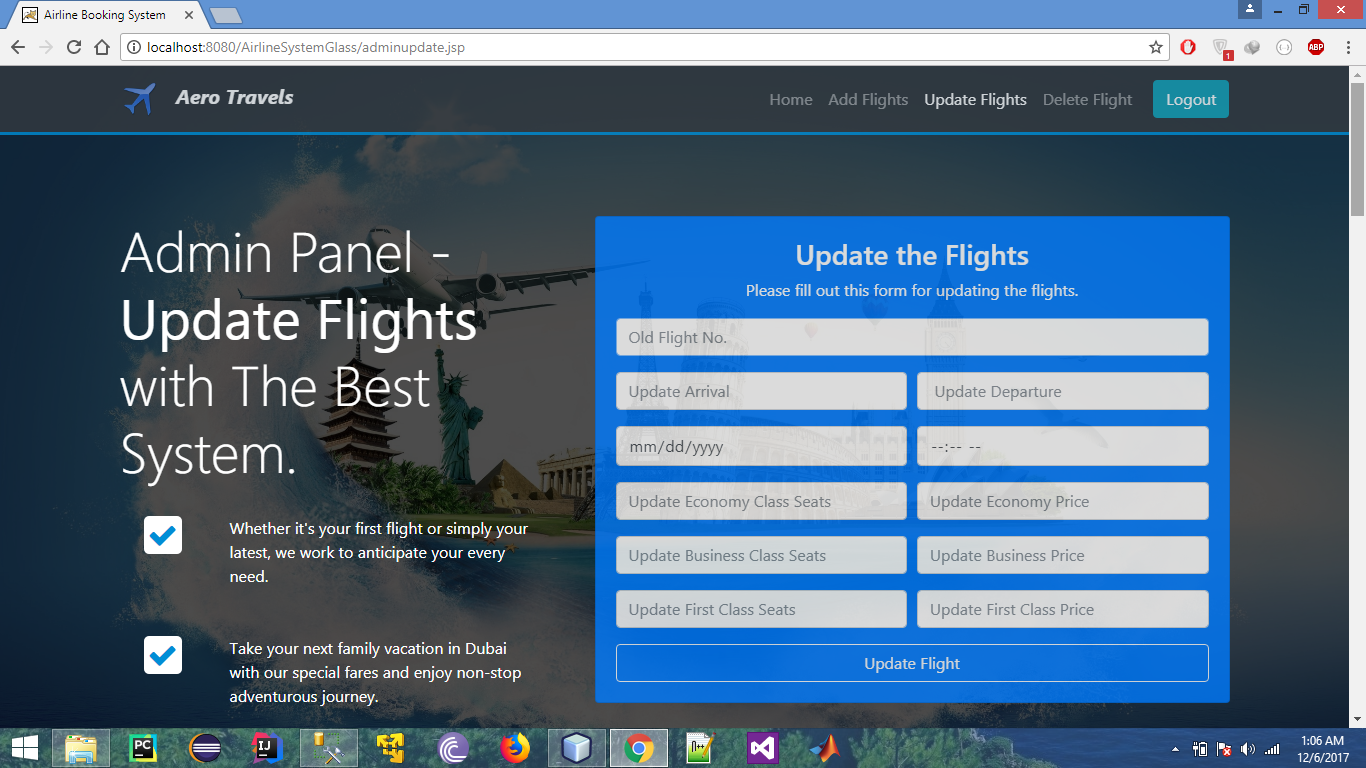 Airline Booking System
localhost:8080/AirlineSystemGlass/adminupdate.jsp
1
ABP
Aero Travels
Home
Add Flights
Update Flights
Delete Flight
Logout
Admin Panel -
Update Flights
with The Best
System.
Whether it's your first flight or simply your
latest, we work to anticipate your every
need.
Take your next family vacation in Dubai
with our special fares and enjoy non-stop
adventurous journey.
Update the Flights
Please fill out this form for updating the flights.
Old Flight No.
Update Arrival
Update Departure
mm/dd/yyyy
--:-- --
Update Economy Class Seats
Update Economy Price
Update Business Class Seats
Update Business Price
Update First Class Seats
Update First Class Price
Update Flight
PC
IJ
1:06 AM
12/6/2017